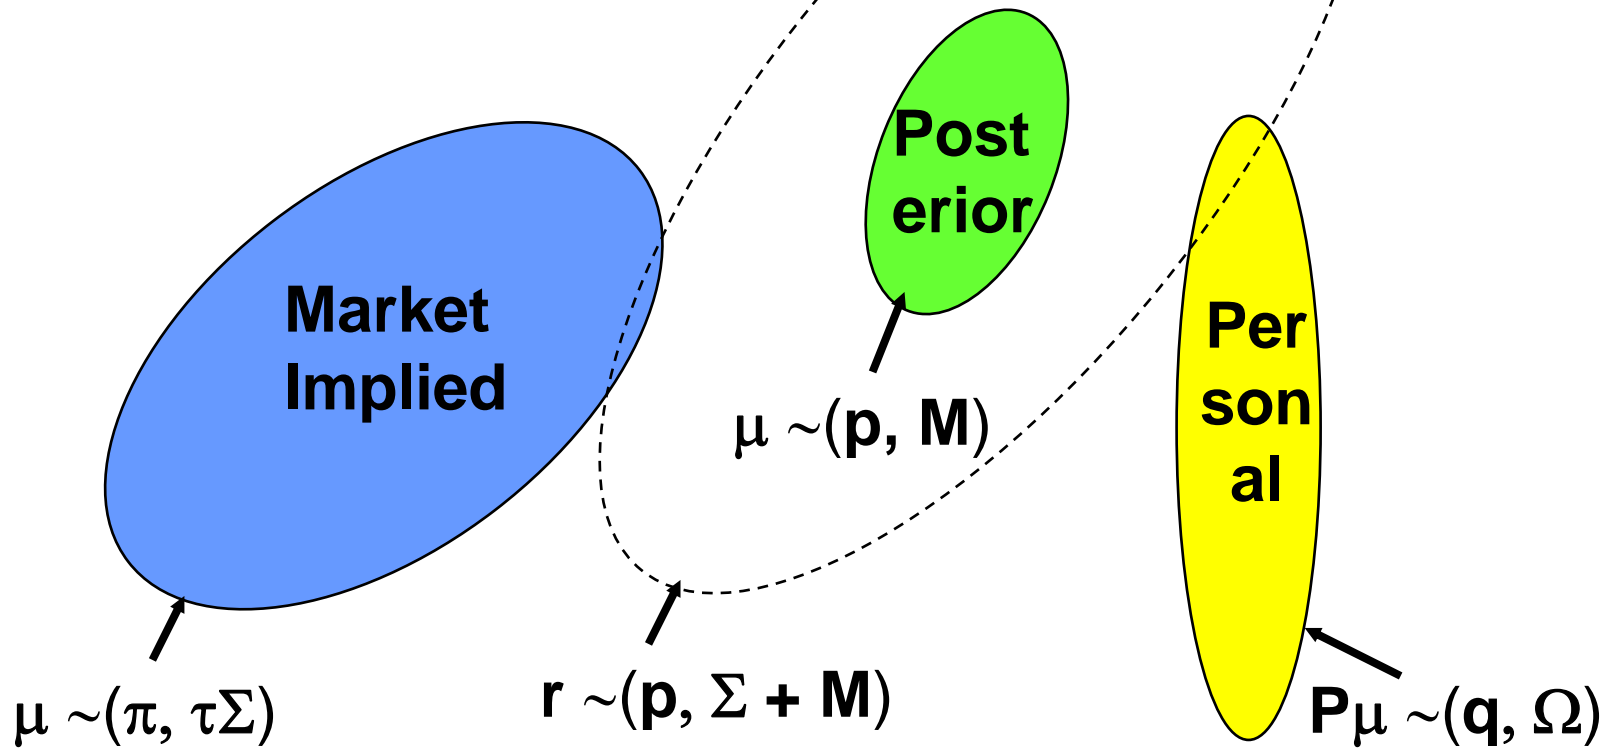 Post
erior
Market
Implied
Per
son
al
μ ~(p, M)
r ~(p, Σ + M)
μ ~(π, τΣ)
Pμ ~(q, Ω)